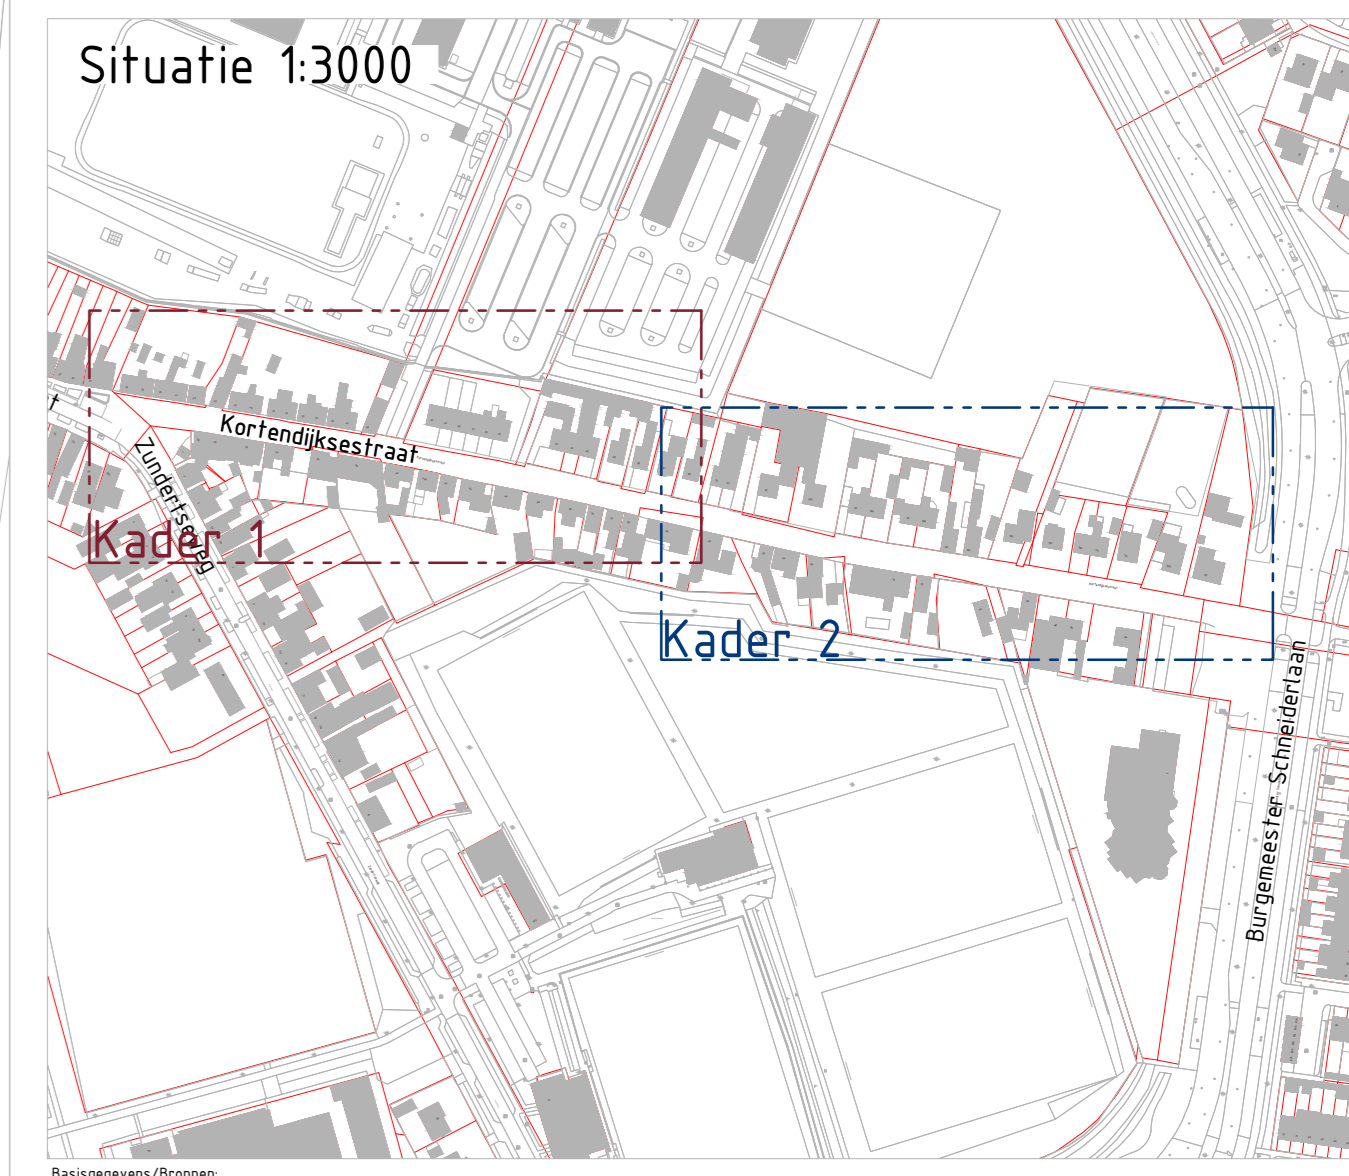 Situatie 1:3000
Kortendijksestraat
Zundertseweg
Kader 1
Kader 2
Burgemeester Schneiderlaan
Basisgegevens/Bronnen: